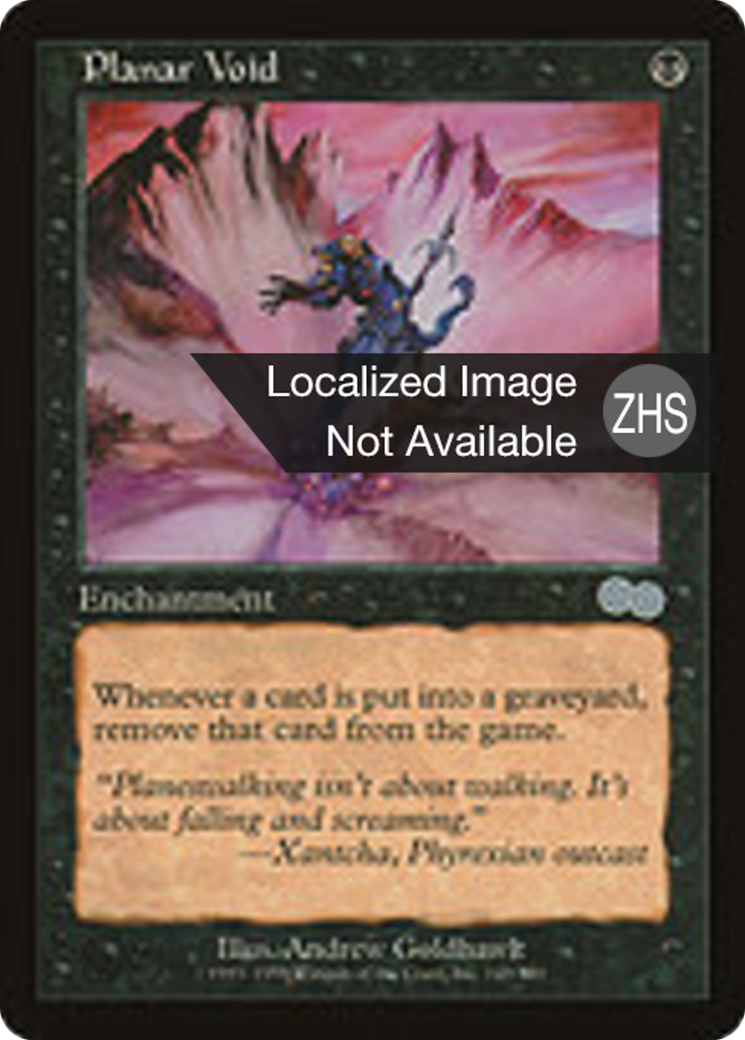 Planar Void
Localized Image
Not Available
ZHS
Enchantment
Whenever a card is put into a graveyard,
remove that card from the game.
"Planeswalking isn't about walking. It's
about falling and screaming."
—Xantcha, Phyrexian outcast
Illus. Andrew Goldhawk